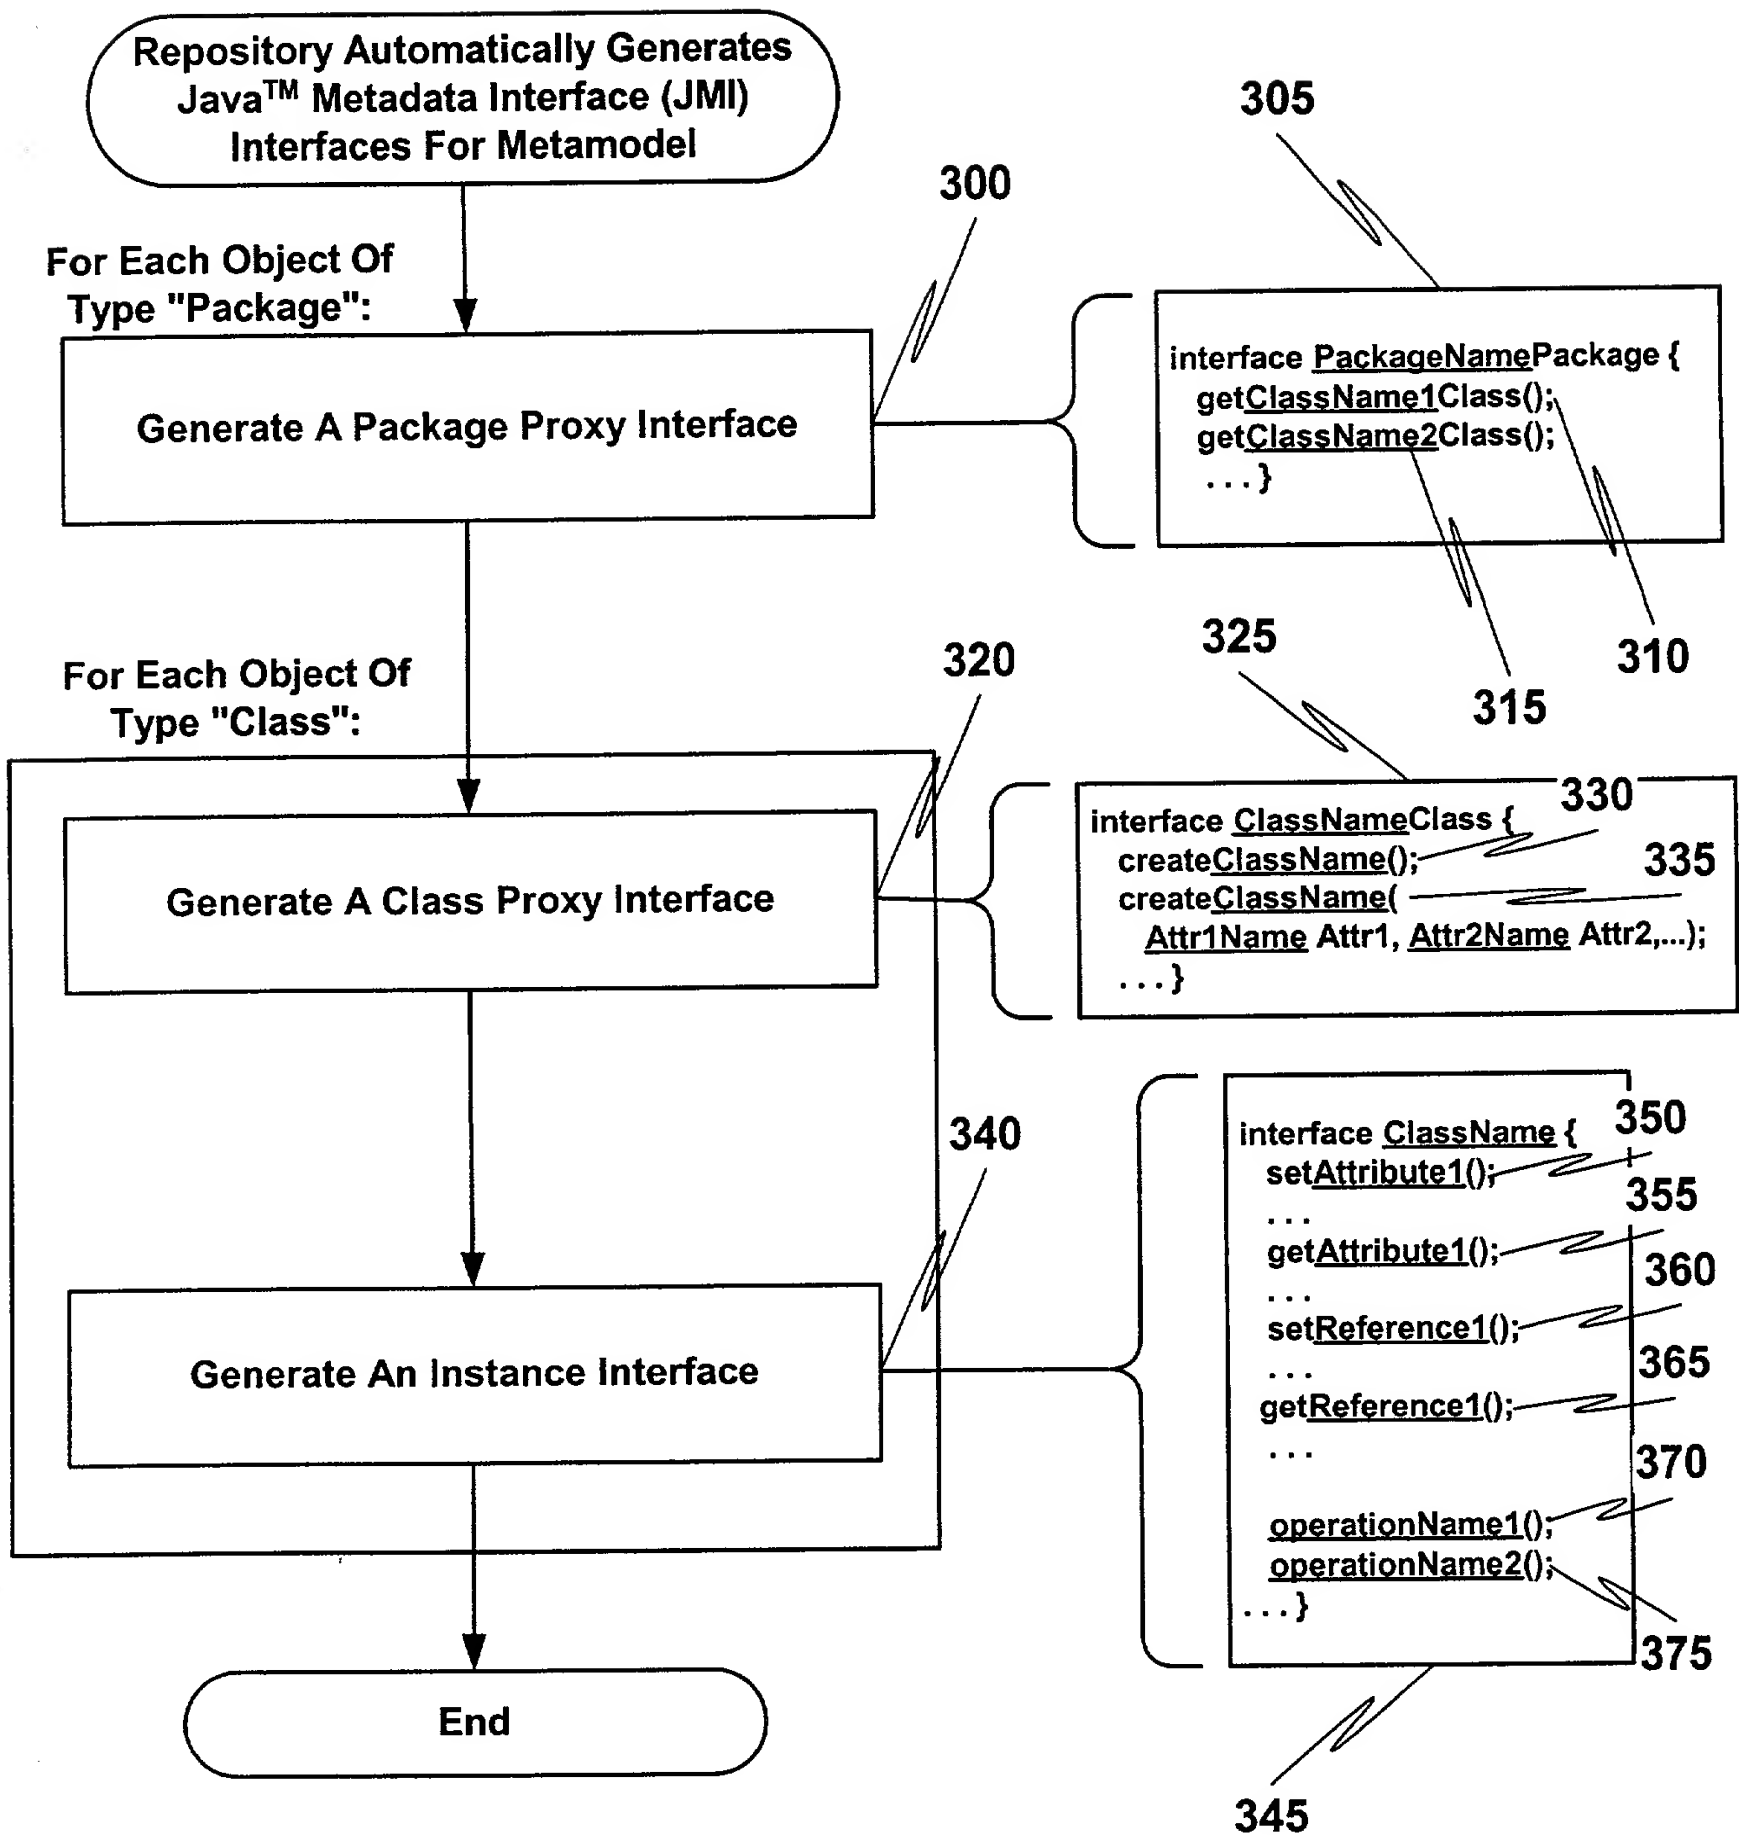 Repository Automatically Generates
Java™ Metadata Interface (JMI)
Interfaces For Metamodel
305
300
For Each Object Of
Type "Package":
Generate A Package Proxy Interface
interface PackageNamePackage {
getClassName1Class();
getClassName2Class();
. . . }
310
315
For Each Object Of
Type "Class":
320
325
Generate A Class Proxy Interface
330
interface ClassNameClass {
createClassName();
335
createClassName(
Attr1Name Attr1, Attr2Name Attr2,...);
. . . }
340
Generate An Instance Interface
350
interface ClassName {
setAttribute1();
355
. . .
getAttribute1();
360
. . .
setReference1();
365
. . .
getReference1();
. . .
370
operationName1();
operationName2();
. . . }
375
345
End